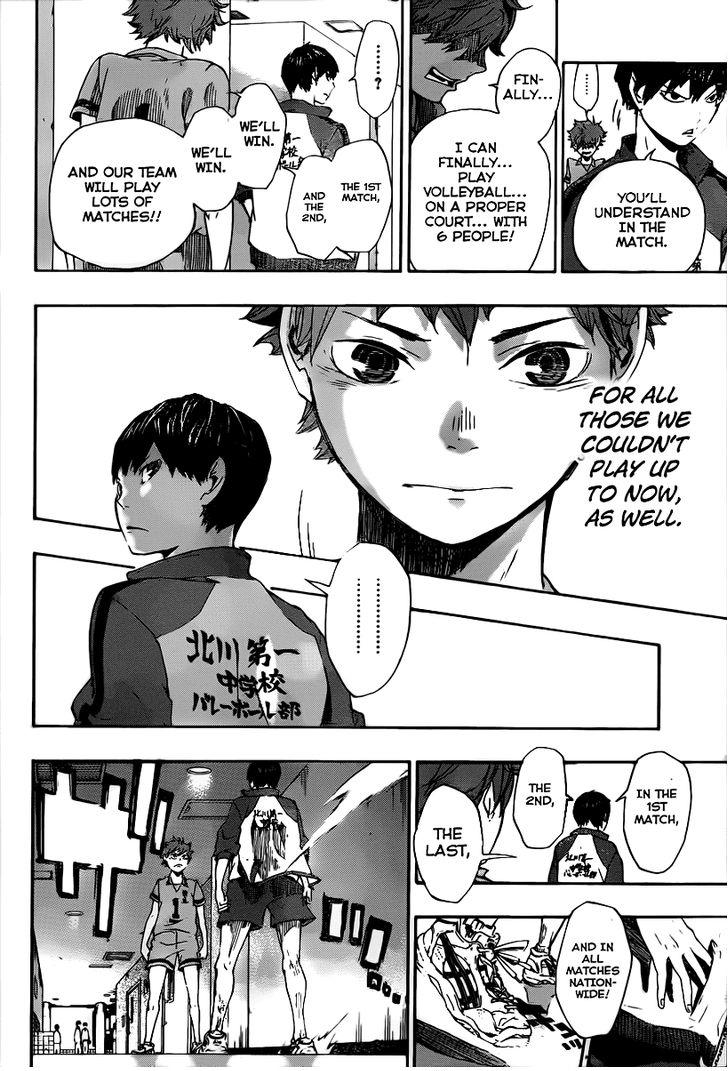 .......
YOU'LL
UNDERSTAND
IN THE
MATCH.
FIN-
ALLY...
I CAN
FINALLY...
PLAY
VOLLEYBALL...
ON A PROPER
COURT... WITH
6 PEOPLE!
........?
THE 1ST
MATCH,
AND
THE
2ND,
WE'LL
WIN.
WE'LL
WIN.
AND OUR TEAM
WILL PLAY
LOTS OF
MATCHES!!
FOR ALL
THOSE WE
COULDN'T
PLAY UP
TO NOW,
AS WELL.
.........
北川第一
中学校
バレーボール部
IN THE
1ST
MATCH,
THE
2ND,
THE
LAST,
AND IN
ALL
MATCHES
NATION-
WIDE!
1